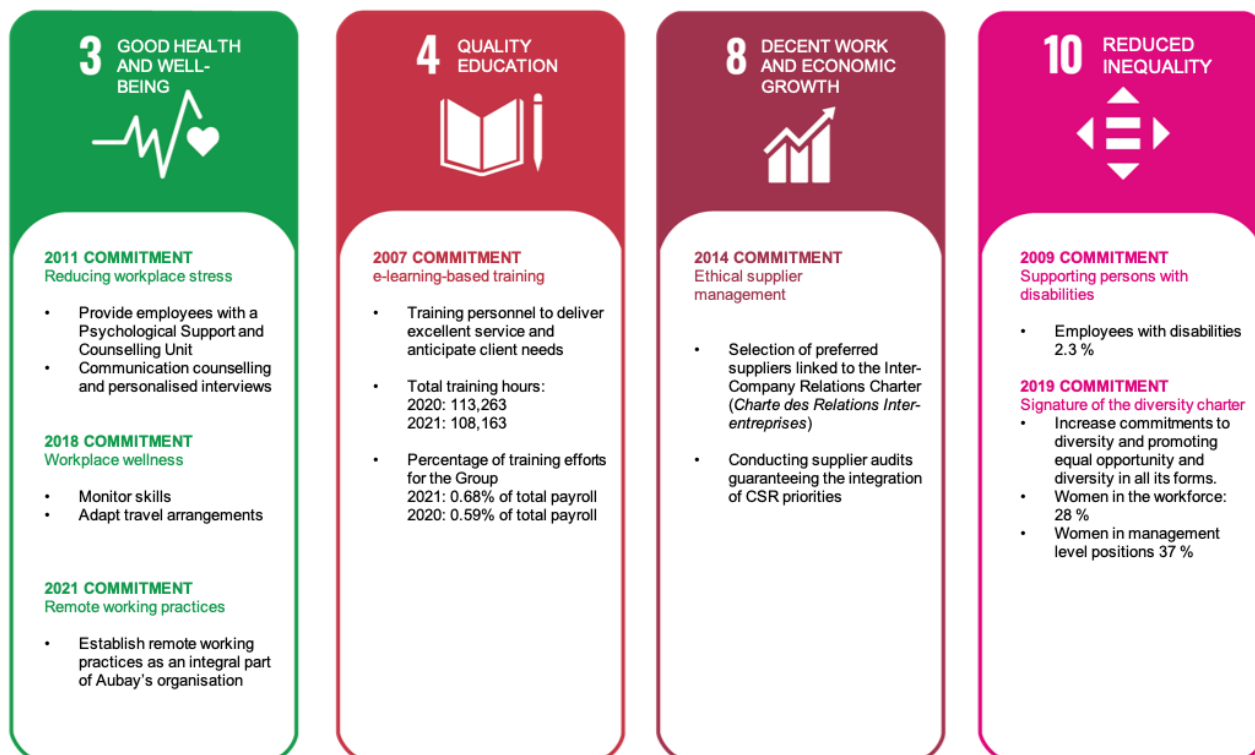 3
GOOD HEALTH
AND WELL-
BEING
2011 COMMITMENT
Reducing workplace stress
• Provide employees with a
Psychological Support and
Counselling Unit
• Communication counselling
and personalised interviews
2018 COMMITMENT
Workplace wellness
• Monitor skills
• Adapt travel arrangements
2021 COMMITMENT
Remote working practices
• Establish remote working
practices as an integral part
of Aubay's organisation
4
QUALITY
EDUCATION
2007 COMMITMENT
e-learning-based training
• Training personnel to deliver
excellent service and
anticipate client needs
• Total training hours:
2020: 113,263
2021: 108,163
• Percentage of training efforts
for the Group
2021: 0.68% of total payroll
2020: 0.59% of total payroll
8
DECENT WORK
AND ECONOMIC
GROWTH
2014 COMMITMENT
Ethical supplier
management
• Selection of preferred
suppliers linked to the Inter-
Company Relations Charter
(Charte des Relations Inter-
entreprises)
• Conducting supplier audits
guaranteeing the integration
of CSR priorities
10
REDUCED
INEQUALITY
2009 COMMITMENT
Supporting persons with
disabilities
• Employees with disabilities
2.3 %
2019 COMMITMENT
Signature of the diversity charter
• Increase commitments to
diversity and promoting
equal opportunity and
diversity in all its forms.
• Women in the workforce:
28 %
• Women in management
level positions 37 %